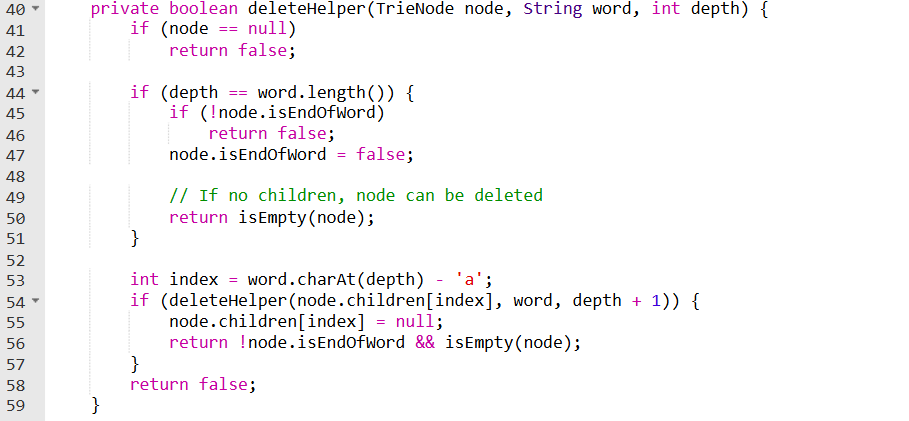 40 private boolean deleteHelper(TrieNode node, String word, int depth) {
41 if (node == null)
42 return false;
43
44 if (depth == word.length()) {
45 if (!node.isEndOfWord)
46 return false;
47 node.isEndOfWord = false;
48
49 // If no children, node can be deleted
50 return isEmpty(node);
51 }
52
53 int index = word.charAt(depth) - 'a';
54 if (deleteHelper(node.children[index], word, depth + 1)) {
55 node.children[index] = null;
56 return !node.isEndOfWord && isEmpty(node);
57 }
58 return false;
59 }